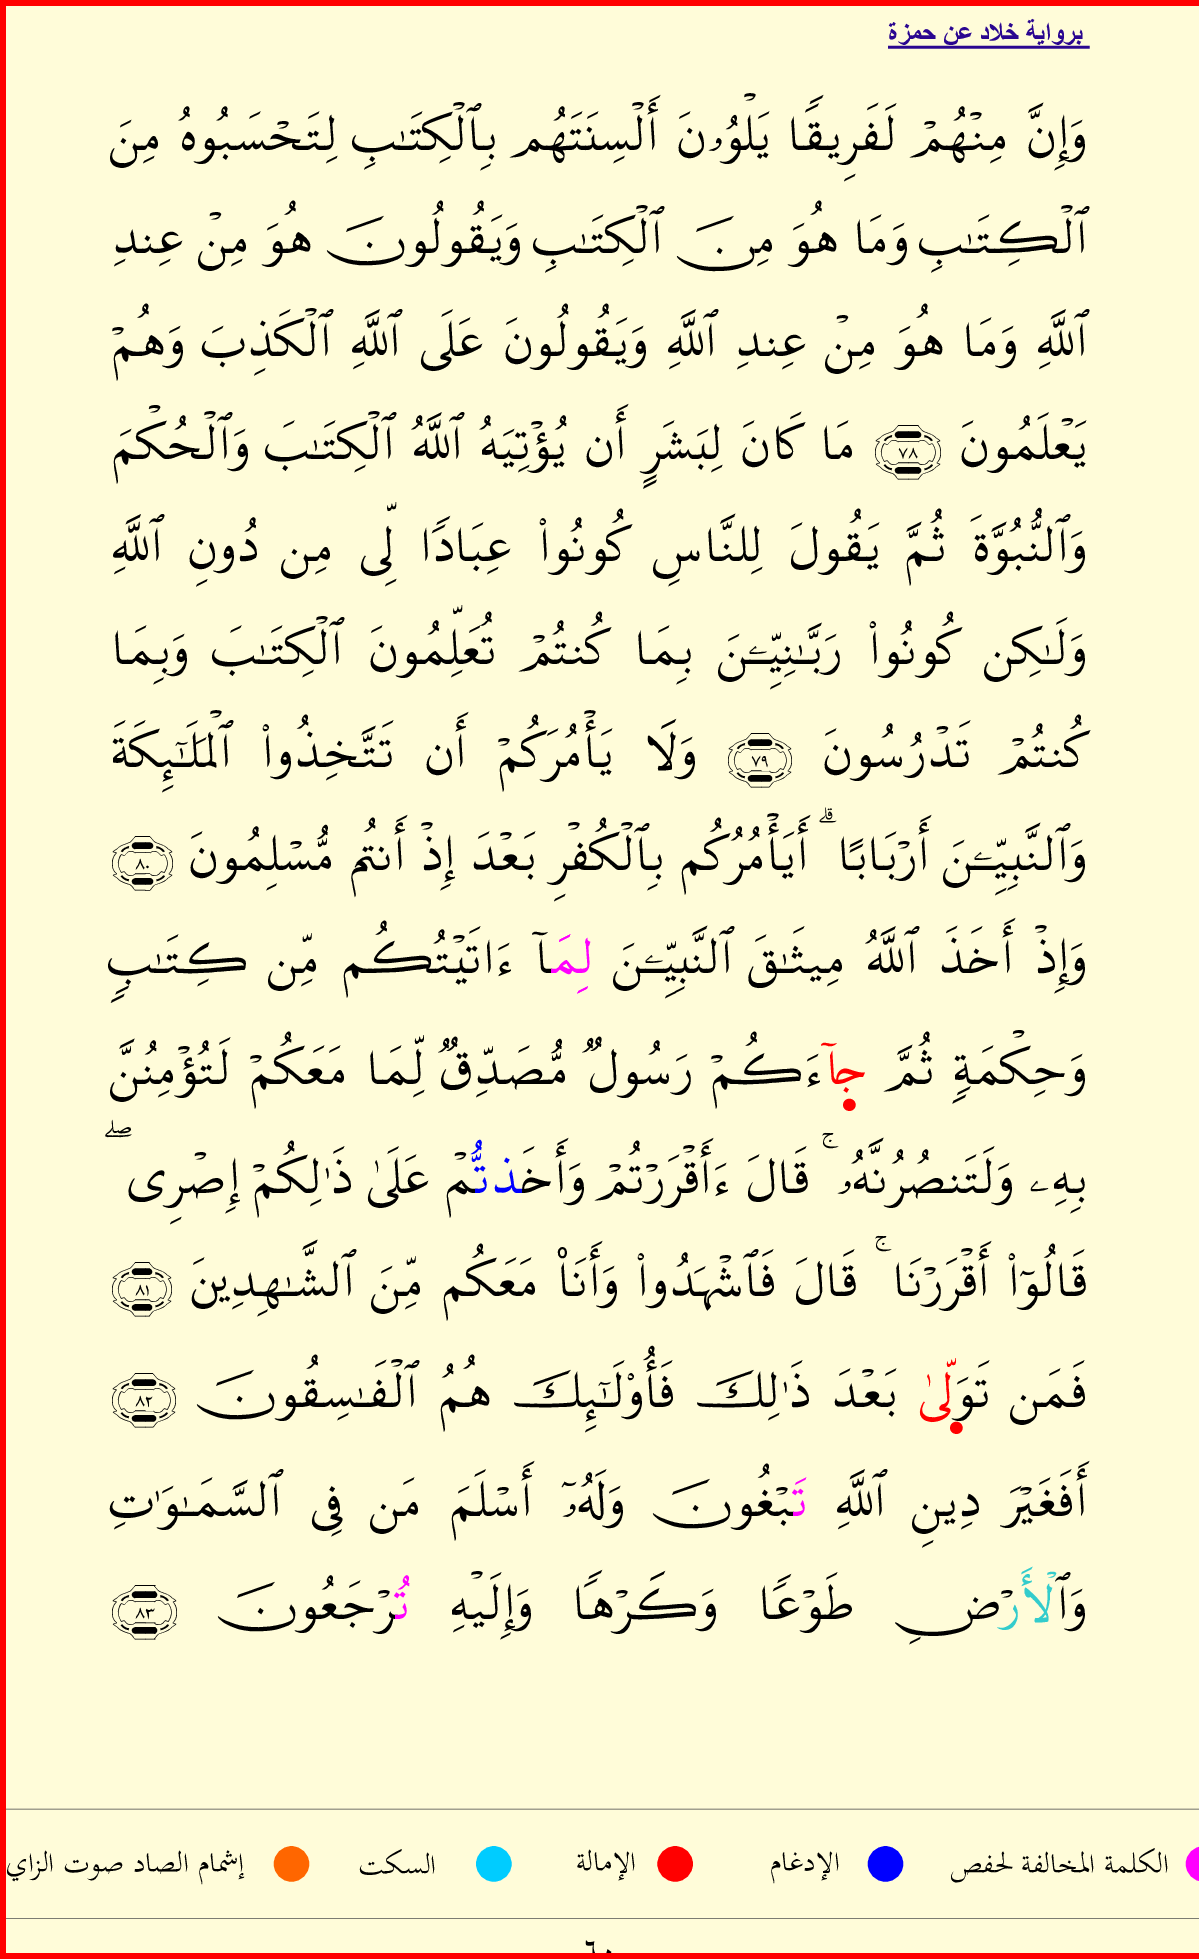 برواية خلاد عن حمزة
وَإِنَّ مِنْهُمْ لَفَرِيقًا يَلْوُۥنَ أَلْسِنَتَهُم بِٱلْكِتَـٰبِ لِتَحْسَبُوهُ مِنَ
ٱلْكِتَـٰبِ وَمَا هُوَ مِنَ ٱلْكِتَـٰبِ وَيَقُولُونَ هُوَ مِنْ عِندِ
ٱللَّهِ وَمَا هُوَ مِنْ عِندِ ٱللَّهِ وَيَقُولُونَ عَلَى ٱللَّهِ ٱلْكَذِبَ وَهُمْ
يَعْلَمُونَ ٧٨ مَا كَانَ لِبَشَرٍ أَن يُؤْتِيَهُ ٱللَّهُ ٱلْكِتَـٰبَ وَٱلْحُكْمَ
وَٱلنُّبُوَّةَ ثُمَّ يَقُولَ لِلنَّاسِ كُونُوا۟ عِبَادًا لِّى مِن دُونِ ٱللَّهِ
وَلَـٰكِن كُونُوا۟ رَبَّـٰنِيِّـۧنَ بِمَا كُنتُمْ تُعَلِّمُونَ ٱلْكِتَـٰبَ وَبِمَا
كُنتُمْ تَدْرُسُونَ ٧٩ وَلَا يَأْمُرَكُمْ أَن تَتَّخِذُوا۟ ٱلْمَلَـٰٓئِكَةَ
وَٱلنَّبِيِّـۧنَ أَرْبَابًا ۗ أَيَأْمُرُكُم بِٱلْكُفْرِ بَعْدَ إِذْ أَنتُم مُّسْلِمُونَ ٨٠
وَإِذْ أَخَذَ ٱللَّهُ مِيثَـٰقَ ٱلنَّبِيِّـۧنَ لِمَآ ءَاتَيْتُكُم مِّن كِتَـٰبٍ
وَحِكْمَةٍ ثُمَّ جَآءَكُمْ رَسُولٌ مُّصَدِّقٌ لِّمَا مَعَكُمْ لَتُؤْمِنُنَّ
بِهِۦ وَلَتَنصُرُنَّهُۥ ۚ قَالَ ءَأَقْرَرْتُمْ وَأَخَذتُّمْ عَلَىٰ ذَٰلِكُمْ إِصْرِى ۖ
قَالُوٓا۟ أَقْرَرْنَا ۚ قَالَ فَٱشْهَدُوا۟ وَأَنَا۠ مَعَكُم مِّنَ ٱلشَّـٰهِدِينَ ٨١
فَمَن تَوَلَّىٰ بَعْدَ ذَٰلِكَ فَأُو۟لَـٰٓئِكَ هُمُ ٱلْفَـٰسِقُونَ ٨٢
أَفَغَيْرَ دِينِ ٱللَّهِ تَبْغُونَ وَلَهُۥٓ أَسْلَمَ مَن فِى ٱلسَّمَـٰوَٰتِ
وَٱلْأَرْضِ طَوْعًا وَكَرْهًا وَإِلَيْهِ تُرْجَعُونَ ٨٣
الكلمة المخالفة لحفص الإدغام الإمالة السكت إشمام الصاد صوت الزاي
٦٠